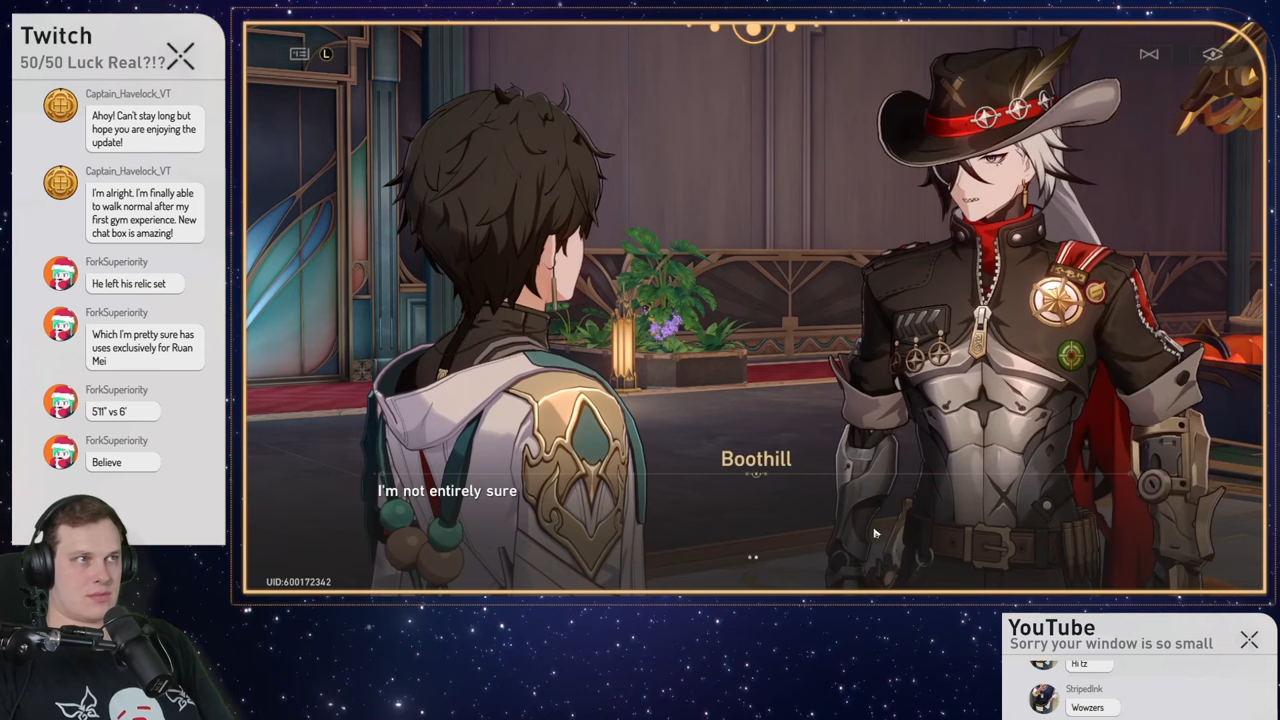 Twitch
50/50 Luck Real?!?
Captain_Havelock_VT
Ahoy! Can't stay long but
hope you are enjoying the
update!
Captain_Havelock_VT
I'm alright. I'm finally able
to walk normal after my
first gym experience. New
chat box is amazing!
ForkSuperiority
He left his relic set
ForkSuperiority
Which I'm pretty sure has
uses exclusively for Ruan
Mei
ForkSuperiority
5'11" vs 6'
ForkSuperiority
Believe
L
Boothill
I'm not entirely sure
UID:600172342
YouTube
Sorry your window is so small
Hi tz
StripedInk
Wowzers